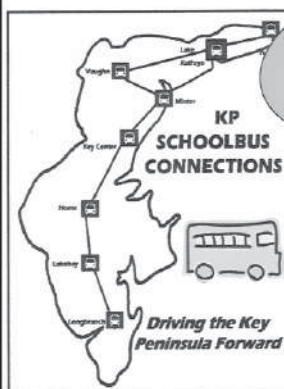 Lake
Kathryn
Vaughn
Minter
KP
SCHOOLBUS
CONNECTIONS
Key Center
Home
Lakebay
Longbranch
Driving the Key
Peninsula Forward